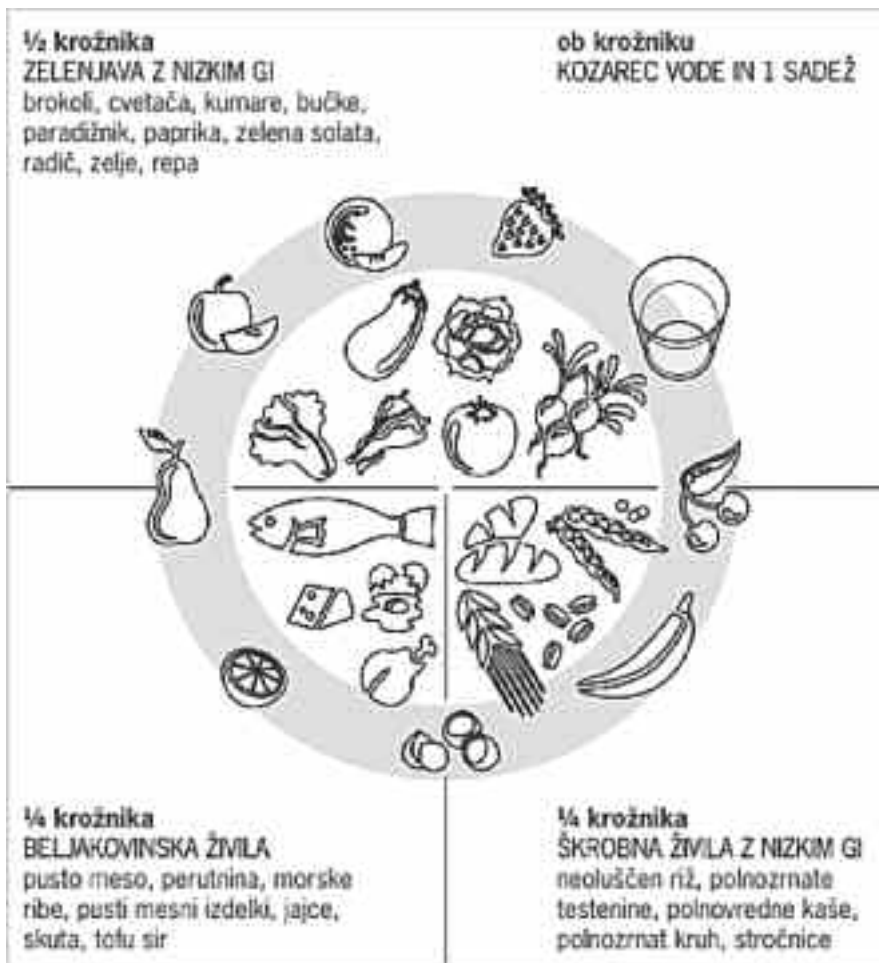 ½ krožnika
ZELENJAVA Z NIZKIM GI
brokoli, cvetača, kumare, bučke,
paradižnik, paprika, zelena solata,
radič, zelje, repa
ob krožniku
KOZAREC VODE IN 1 SADEŽ
¼ krožnika
BELJAKOVINSKA ŽIVILA
pusto meso, perutnina, morske
ribe, pusti mesni izdelki, jajce,
skuta, tofu sir
¼ krožnika
ŠKROBNA ŽIVILA Z NIZKIM GI
neoluščen riž, polnozrnate
testenine, polnovredne kaše,
polnozrnat kruh, stročnice